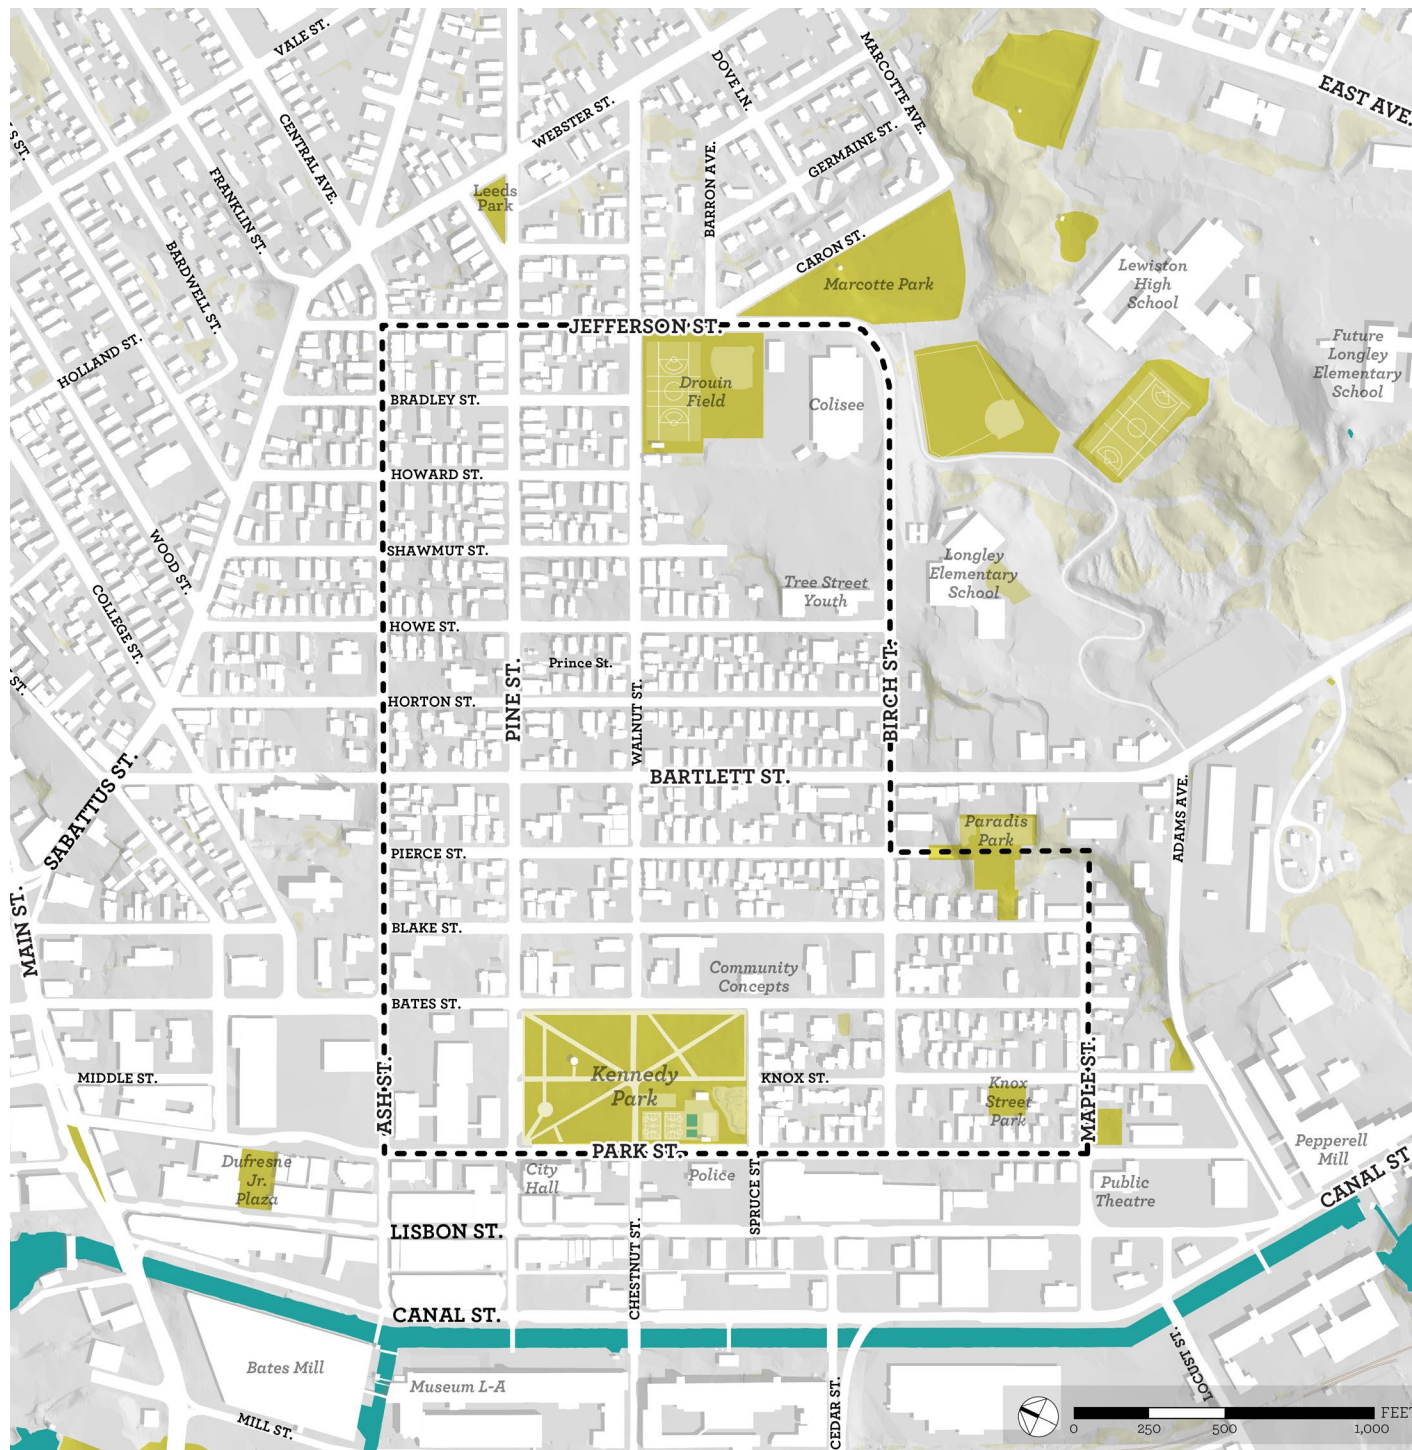 VALE ST.
DOVE LN.
MARCOTTE AVE.
EAST AVE.
WEBSTER ST.
CENTRAL AVE.
GERMAINE ST.
S ST.
BARRON AVE.
FRANKLIN ST.
Leeds
Park
BARDWELL ST.
CARON ST.
Marcotte Park
Lewiston
High
School
JEFFERSON ST.
HOLLAND ST.
Future
Longley
Elementary
School
Drouin
Field
Colisee
BRADLEY ST.
HOWARD ST.
SHAWMUT ST.
WOOD ST.
COLLEGE ST.
Longley
Elementary
School
Tree Street
Youth
HOWE ST.
Prince St.
ST.
PINE ST.
WALNUT ST.
BIRCH ST.
HORTON ST.
BARTLETT ST.
SABATTUS ST.
ADAMS AVE.
Paradis
Park
PIERCE ST.
MAIN ST.
BLAKE ST.
Community
Concepts
BATES ST.
ASH ST.
MIDDLE ST.
Kennedy
Park
KNOX ST.
Knox
Street
Park
MAPLE ST.
PARK ST.
Pepperell
Mill
CANAL ST
Dufresne
Jr.
Plaza
City
Hall
Police
SPRUCE ST
Public
Theatre
LISBON ST.
CHESTNUT ST.
CANAL ST.
LOCUST ST.
Bates Mill
Museum L-A
CEDAR ST.
MILL ST.
FEET
0 250 500 1,000